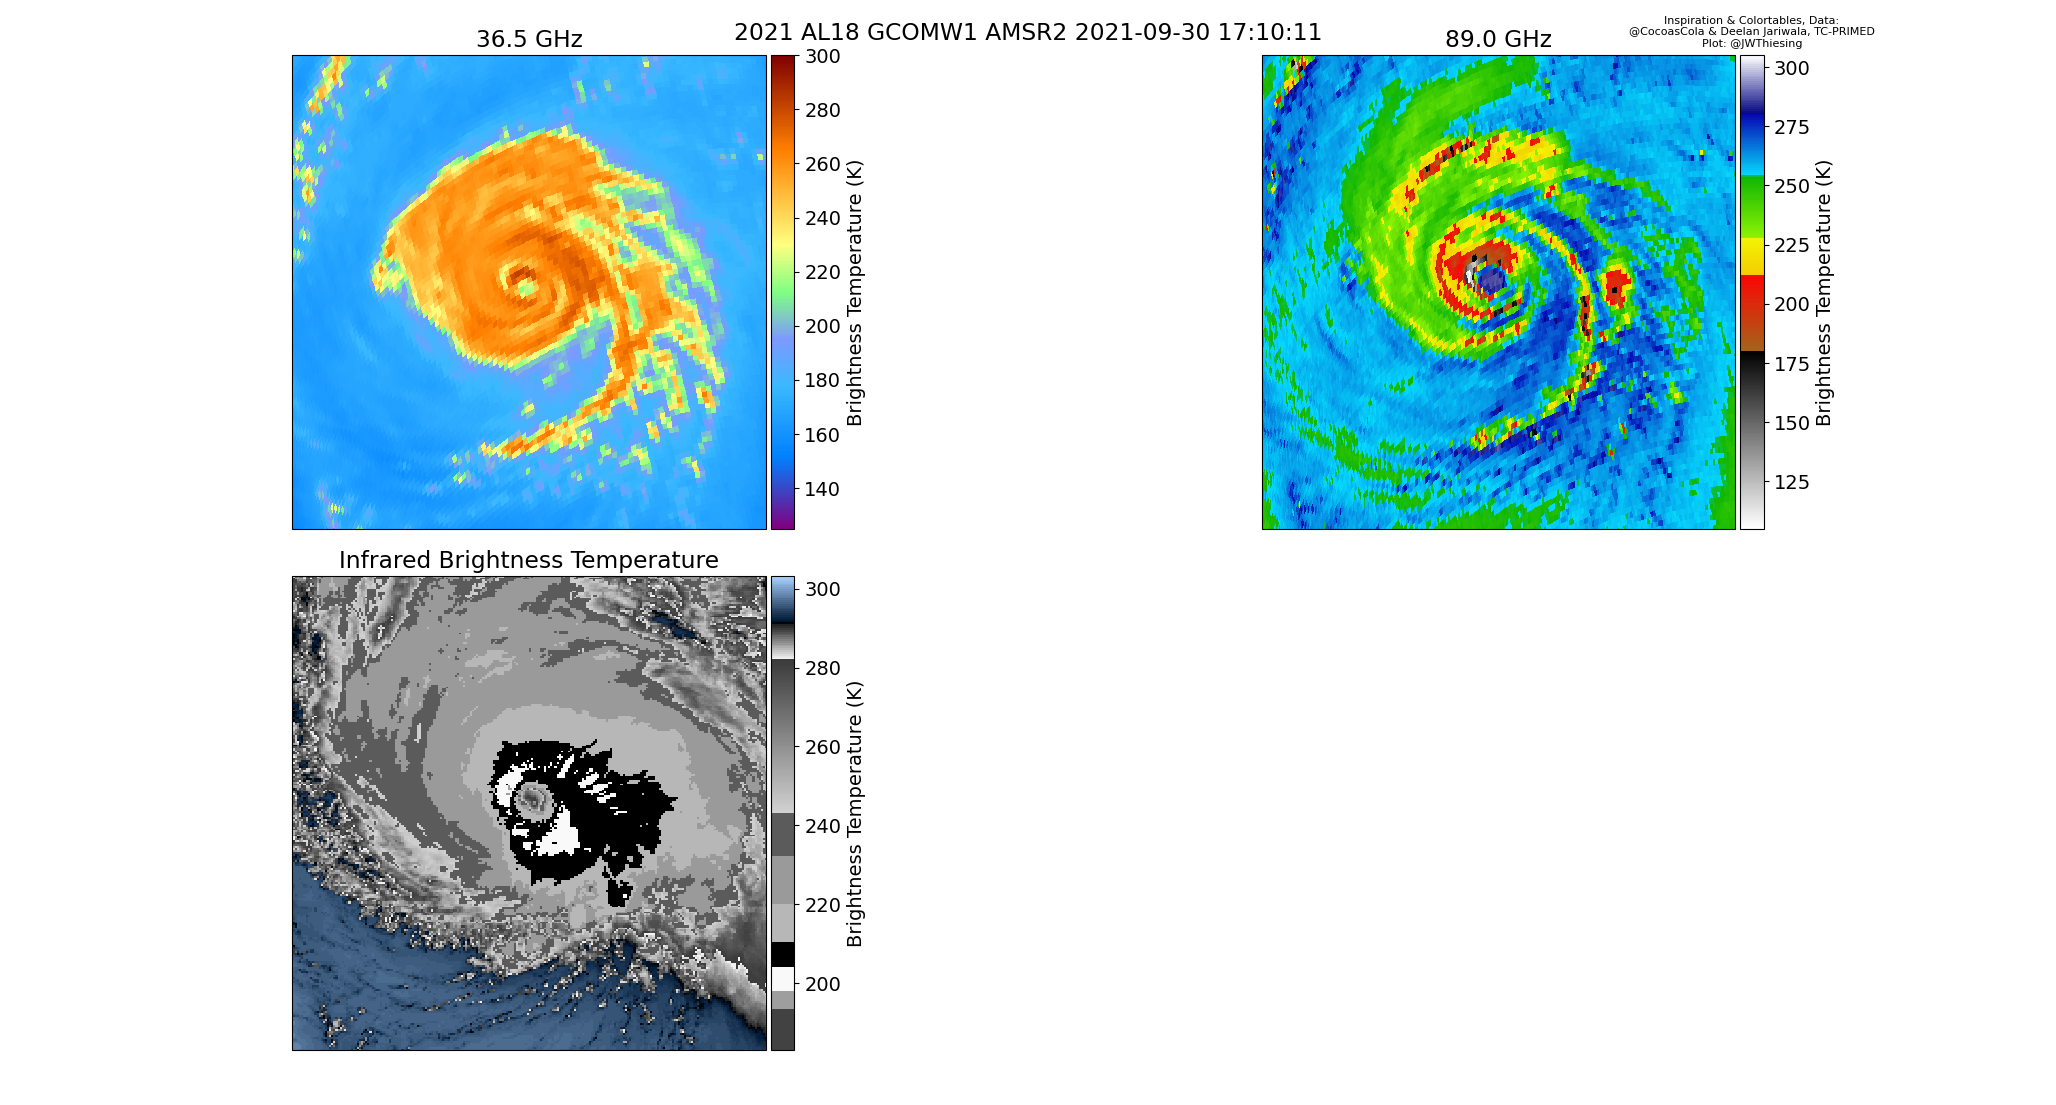 2021 AL18 GCOMW1 AMSR2 2021-09-30 17:10:11
Inspiration & Colortables, Data:
@CocoasCola & Deelan Jariwala, TC-PRIMED
Plot: @JWThiesing
36.5 GHz
300
280
260
240
220
200
180
160
140
Brightness Temperature (K)
89.0 GHz
300
275
250
225
200
175
150
125
Brightness Temperature (K)
Infrared Brightness Temperature
300
280
260
240
220
200
Brightness Temperature (K)